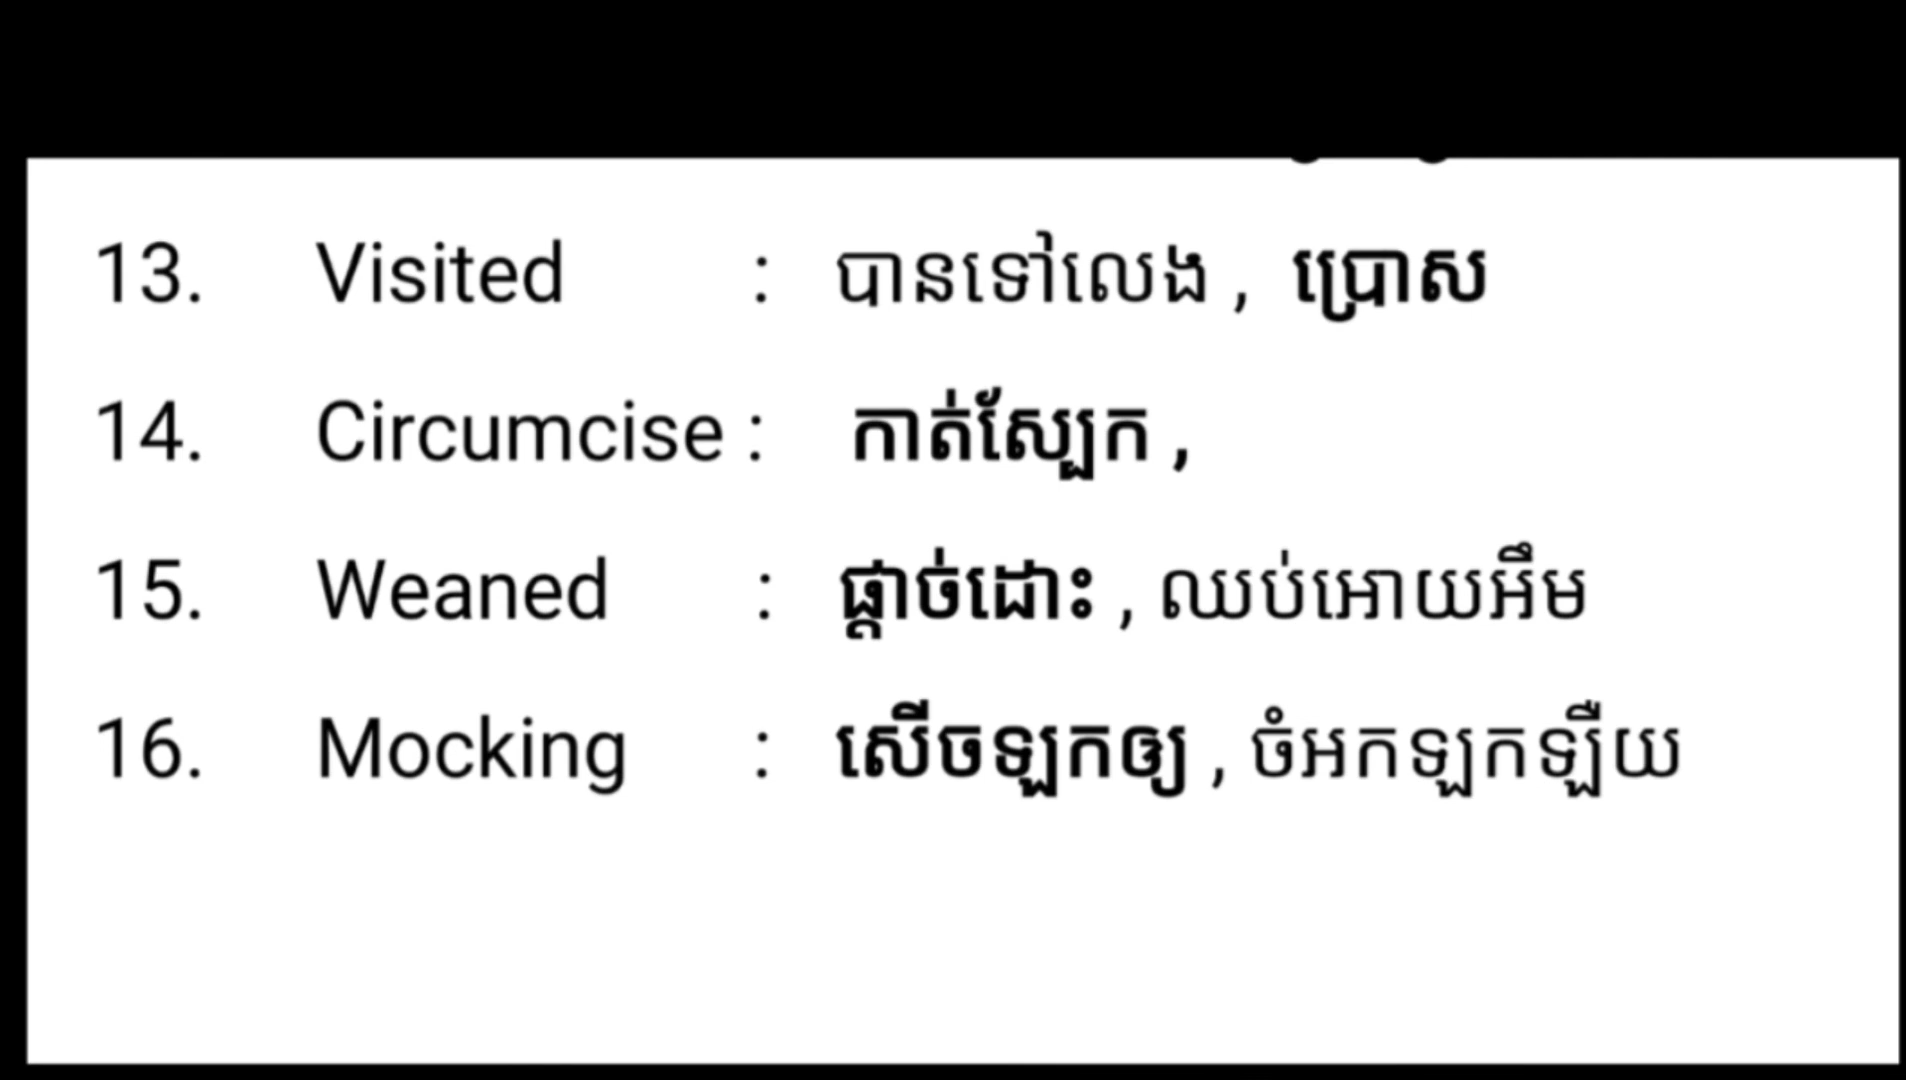 13. Visited : បានទៅលេង , ប្រោស
14. Circumcise : កាត់ស្បែក ,
15. Weaned : ផ្ដាច់ដោះ , ឈប់អោយអឹម
16. Mocking : សើចឡកឲ្យ , ចំអកឡកឡឺយ